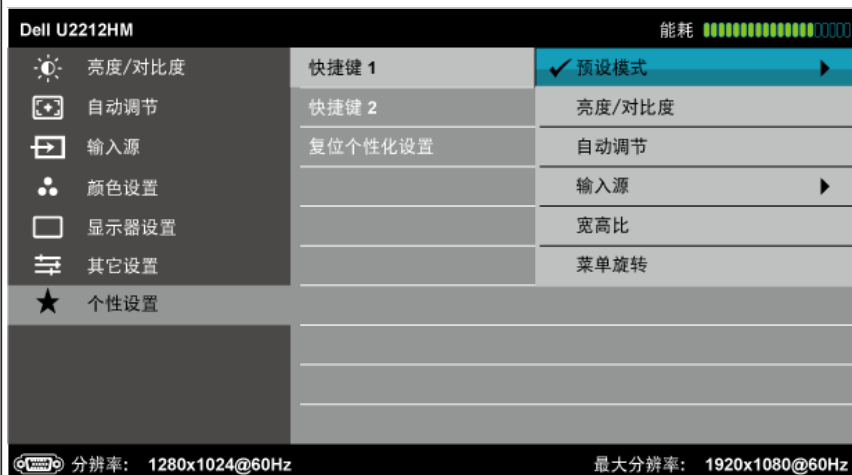 Dell U2212HM 能耗
亮度/对比度 快捷键 1 预设模式
自动调节 快捷键 2 亮度/对比度
输入源 复位个性化设置 自动调节
颜色设置 输入源
显示器设置 宽高比
其它设置 菜单旋转
个性设置
分辨率: 1280x1024@60Hz 最大分辨率: 1920x1080@60Hz